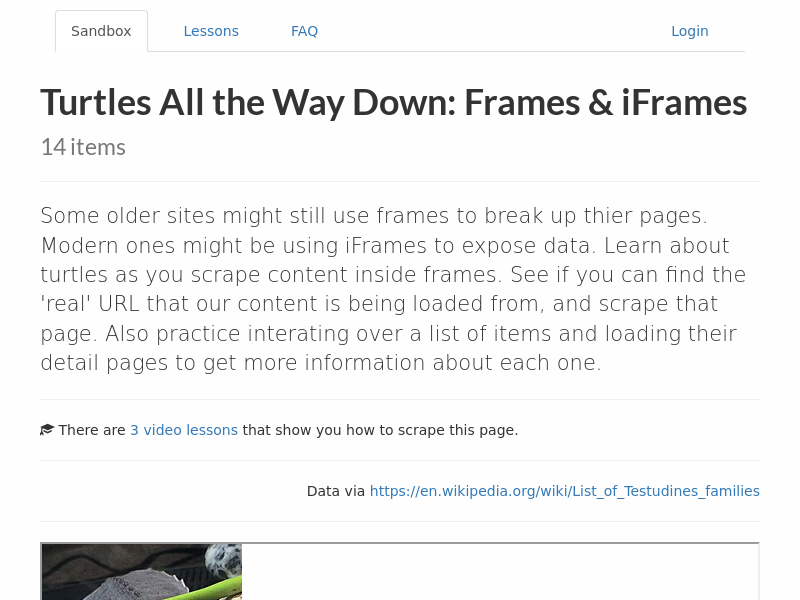 Sandbox Lessons FAQ Login
Turtles All the Way Down: Frames & iFrames
14 items
Some older sites might still use frames to break up thier pages.
Modern ones might be using iFrames to expose data. Learn about
turtles as you scrape content inside frames. See if you can find the
'real' URL that our content is being loaded from, and scrape that
page. Also practice interating over a list of items and loading their
detail pages to get more information about each one.
There are 3 video lessons that show you how to scrape this page.
Data via https://en.wikipedia.org/wiki/List_of_Testudines_families